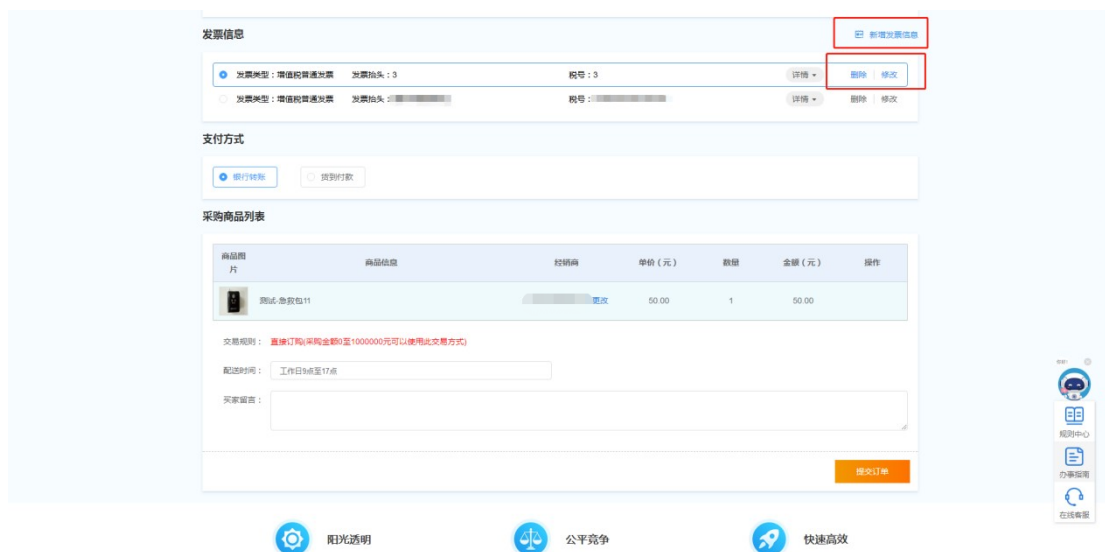 发票信息
新增发票信息
发票类型：增值税普通发票 发票抬头：3 税号：3 详情 删除 修改
发票类型：增值税普通发票 发票抬头： 税号： 详情 删除 修改
支付方式
银行转账 货到付款
采购商品列表
商品图片 商品信息 经销商 单价（元） 数量 金额（元） 操作
测试-急救包11 更改 50.00 1 50.00
交易规则： 直接订购(采购金额0至1000000元可以使用此交易方式)
配送时间： 工作日9点至17点
买家留言：
提交订单
规则中心
办事指南
在线客服
阳光透明 公平竞争 快速高效